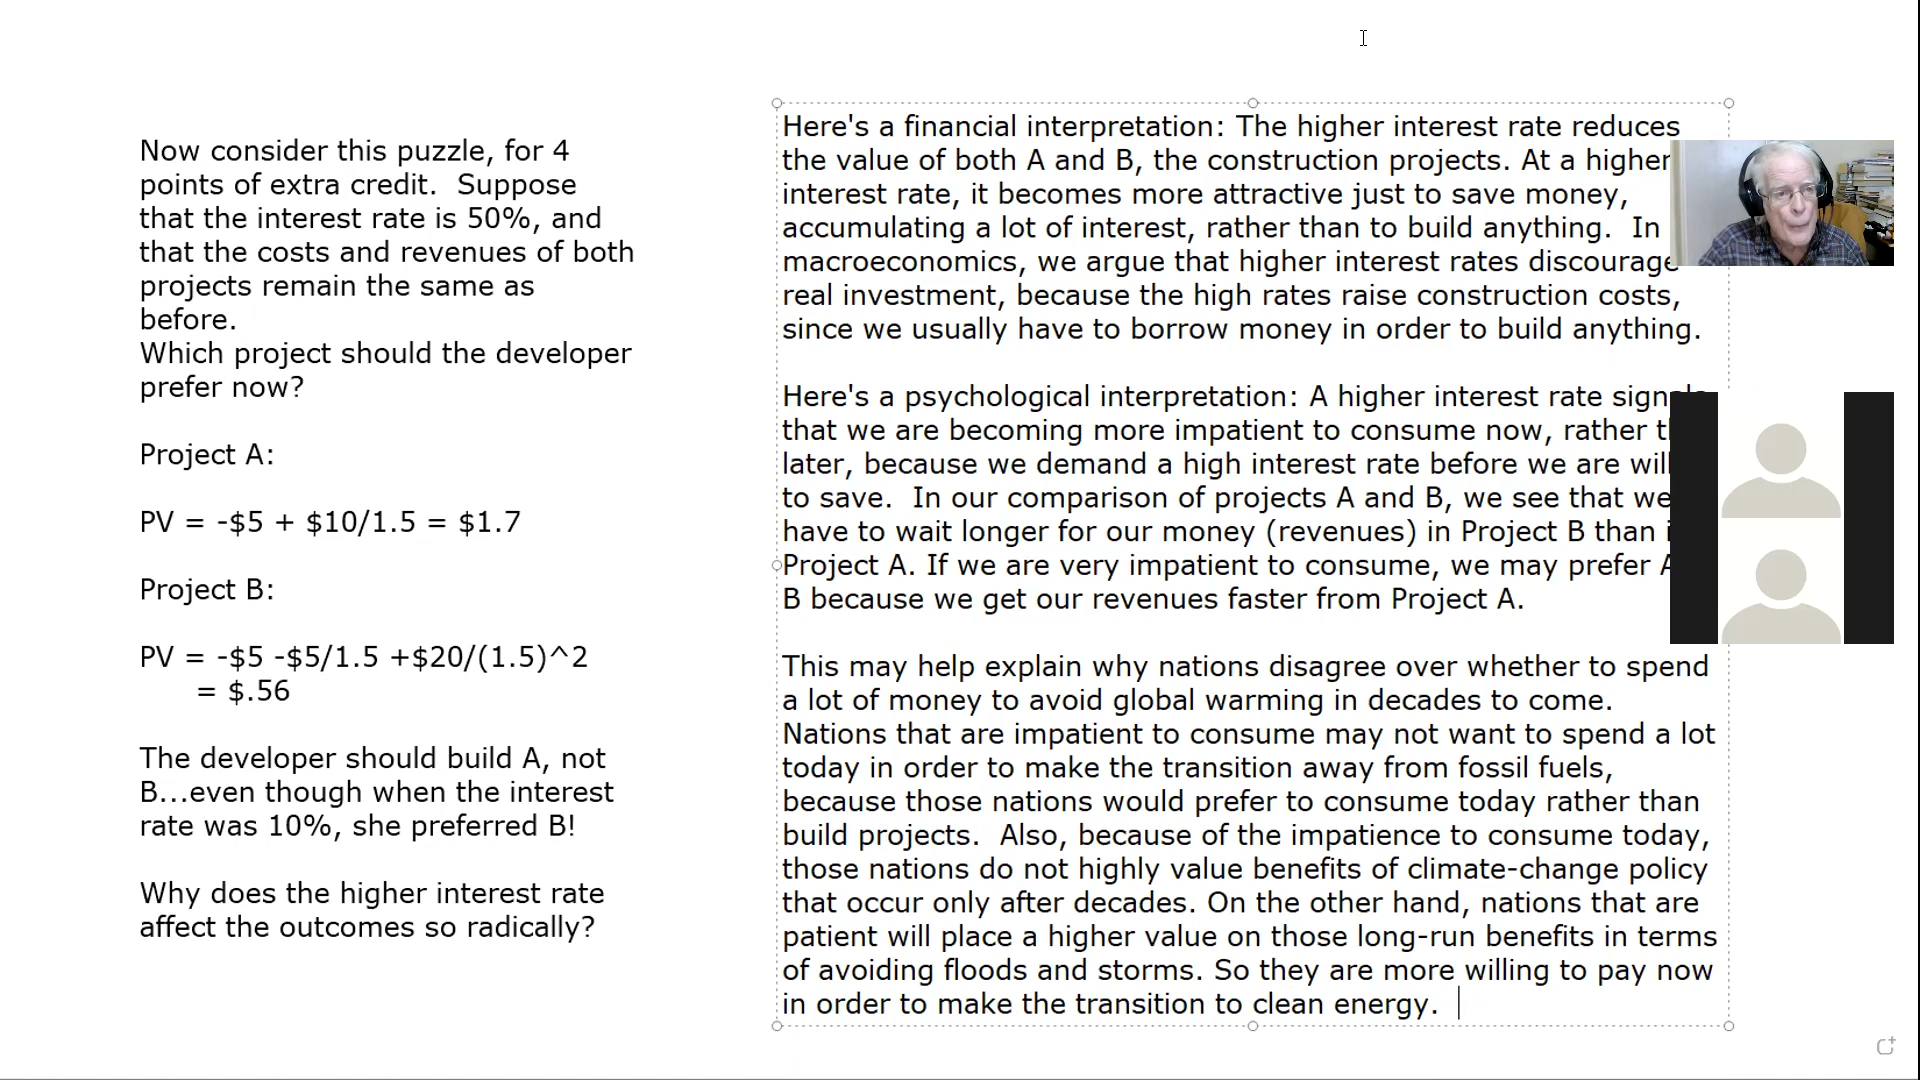 Now consider this puzzle, for 4
points of extra credit.  Suppose
that the interest rate is 50%, and
that the costs and revenues of both
projects remain the same as
before.
Which project should the developer
prefer now?
Project A:
PV = -$5 + $10/1.5 = $1.7
Project B:
PV = -$5 -$5/1.5 +$20/(1.5)^2
= $.56
The developer should build A, not
B...even though when the interest
rate was 10%, she preferred B!
Why does the higher interest rate
affect the outcomes so radically?
Here's a financial interpretation: The higher interest rate reduces
the value of both A and B, the construction projects. At a higher
interest rate, it becomes more attractive just to save money,
accumulating a lot of interest, rather than to build anything.  In
macroeconomics, we argue that higher interest rates discourage
real investment, because the high rates raise construction costs,
since we usually have to borrow money in order to build anything.
Here's a psychological interpretation: A higher interest rate
that we are becoming more impatient to consume now, rather
later, because we demand a high interest rate before we are
to save.  In our comparison of projects A and B, we see that we
have to wait longer for our money (revenues) in Project B than
Project A. If we are very impatient to consume, we may prefer
B because we get our revenues faster from Project A.
This may help explain why nations disagree over whether to spend
a lot of money to avoid global warming in decades to come.
Nations that are impatient to consume may not want to spend a lot
today in order to make the transition away from fossil fuels,
because those nations would prefer to consume today rather than
build projects.  Also, because of the impatience to consume today,
those nations do not highly value benefits of climate-change policy
that occur only after decades. On the other hand, nations that are
patient will place a higher value on those long-run benefits in terms
of avoiding floods and storms. So they are more willing to pay now
in order to make the transition to clean energy.